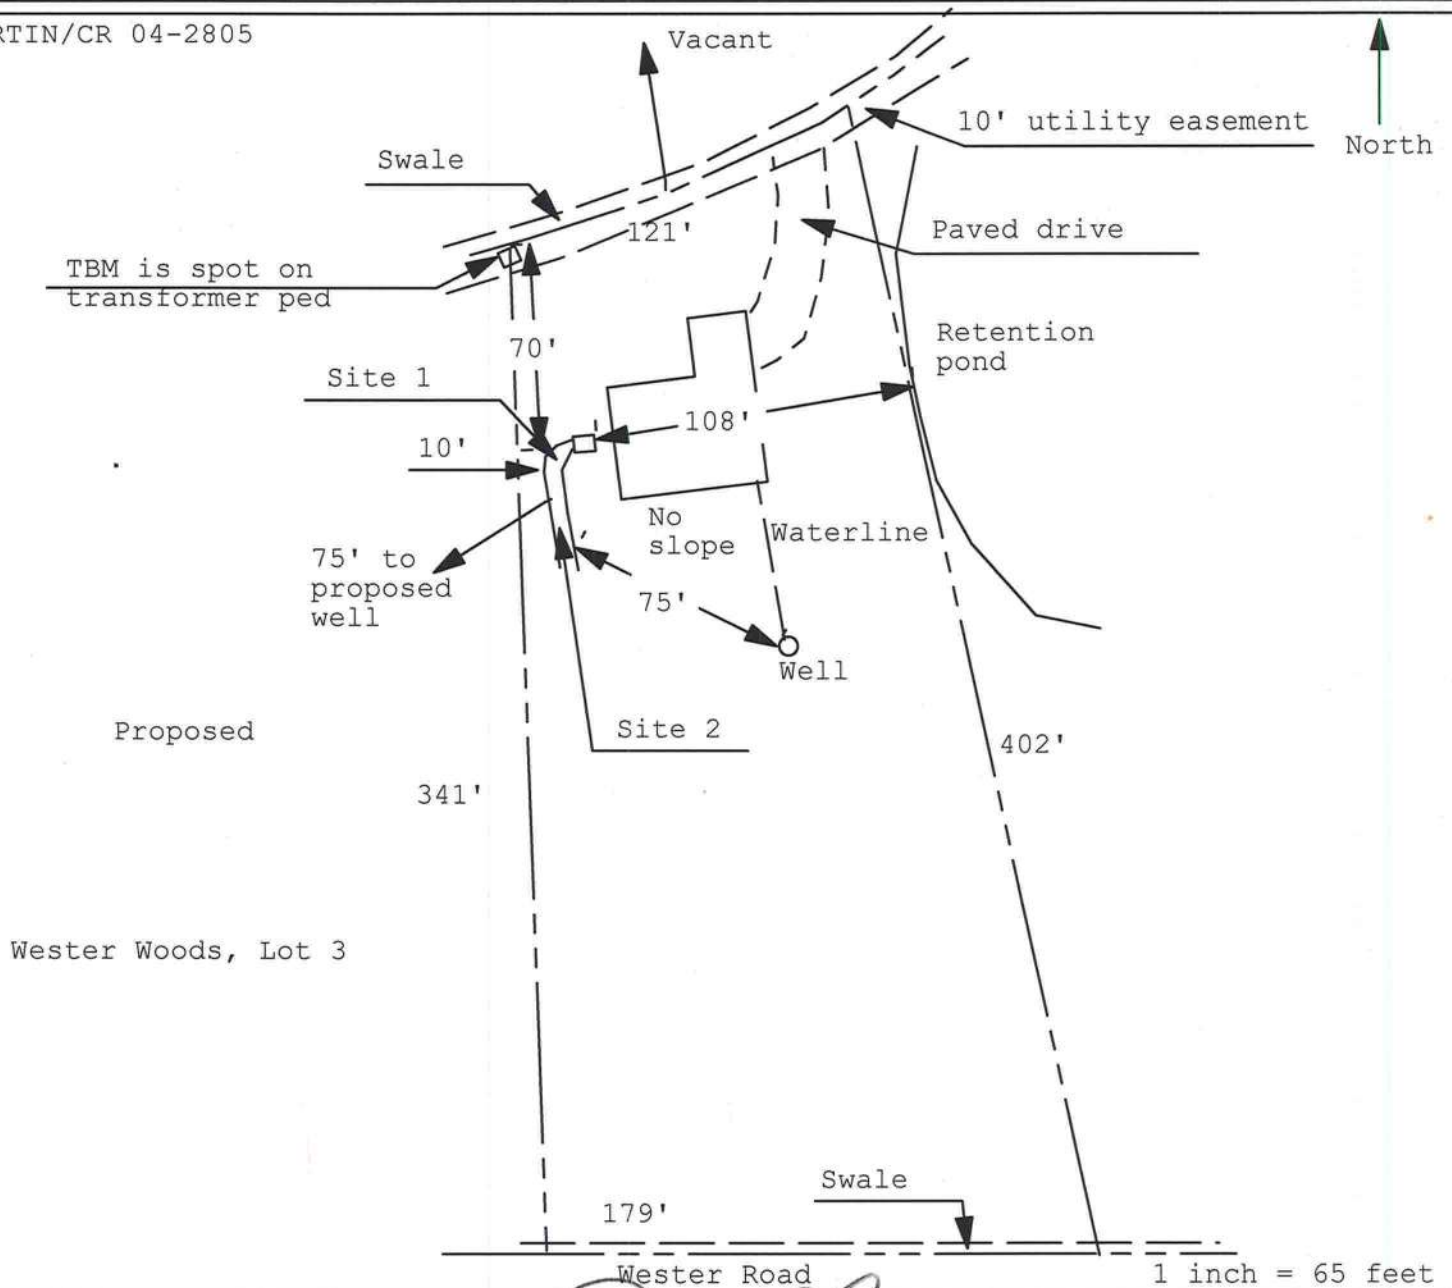 RTIN/CR 04-2805
Vacant
10' utility easement
North
Swale
121'
Paved drive
TBM is spot on
transformer ped
70'
Retention
pond
Site 1
108'
10'
No
slope
Waterline
75' to
proposed
well
75'
Well
Proposed
Site 2
402'
341'
Wester Woods, Lot 3
Swale
179'
Wester Road
1 inch = 65 feet